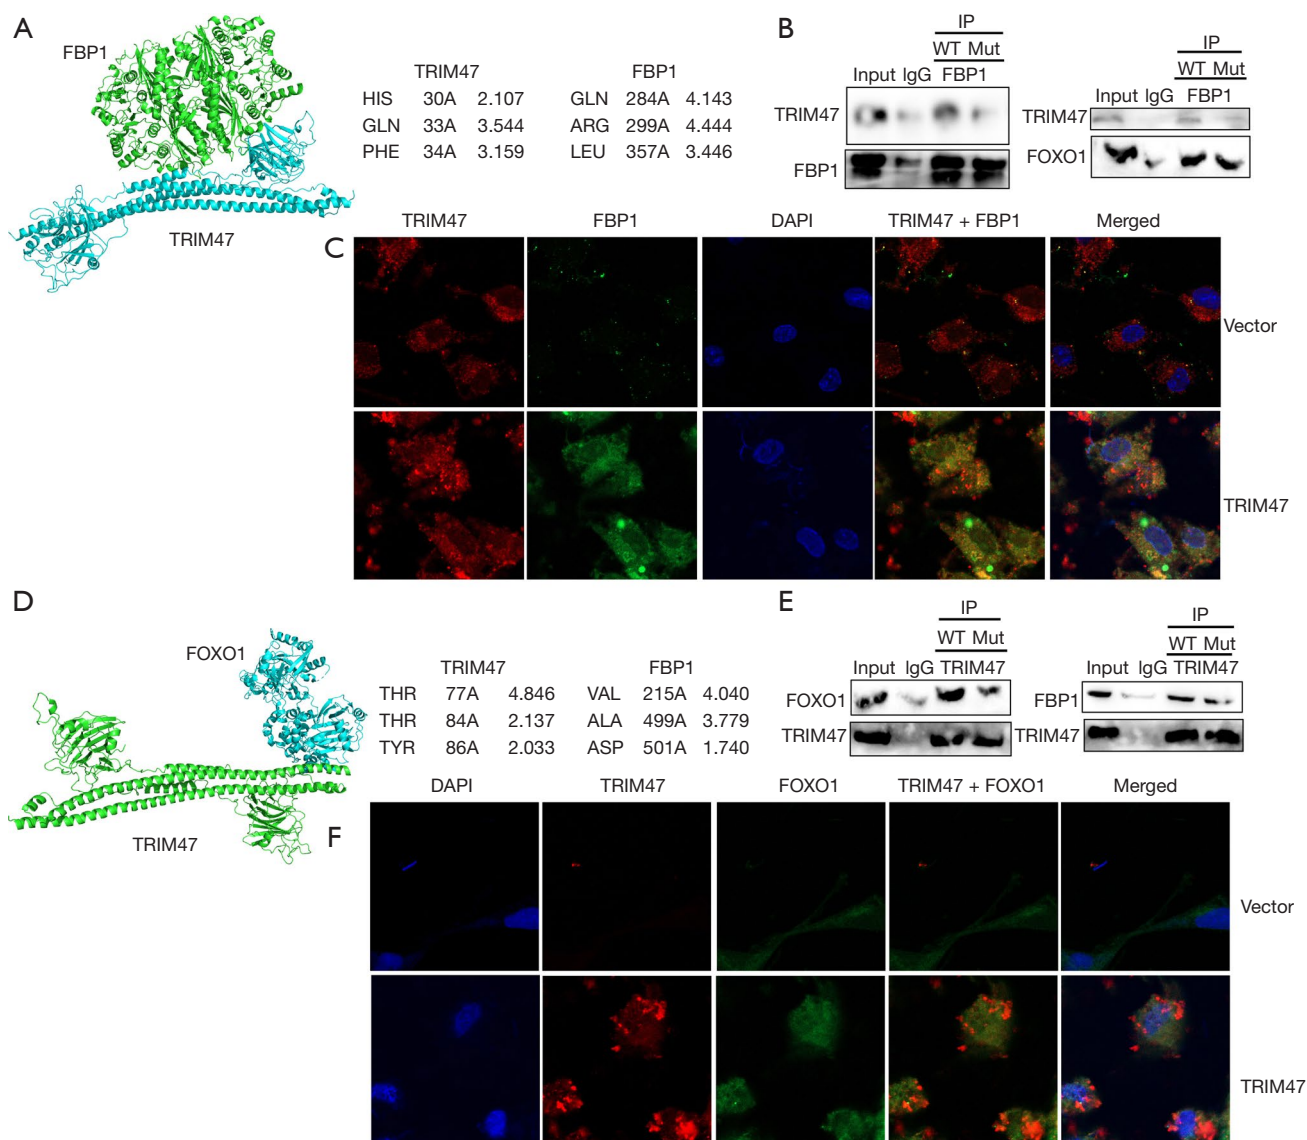 A
FBP1
TRIM47
TRIM47 FBP1
HIS 30A 2.107 GLN 284A 4.143
GLN 33A 3.544 ARG 299A 4.444
PHE 34A 3.159 LEU 357A 3.446
B
IP
WT Mut
Input IgG FBP1
TRIM47
FBP1
IP
WT Mut
Input IgG FBP1
TRIM47
FOXO1
C
TRIM47 FBP1 DAPI TRIM47 + FBP1 Merged
Vector
TRIM47
D
FOXO1
TRIM47
TRIM47 FBP1
THR 77A 4.846 VAL 215A 4.040
THR 84A 2.137 ALA 499A 3.779
TYR 86A 2.033 ASP 501A 1.740
E
IP
WT Mut
Input IgG TRIM47
FOXO1
TRIM47
IP
WT Mut
Input IgG TRIM47
FBP1
TRIM47
F
DAPI TRIM47 FOXO1 TRIM47 + FOXO1 Merged
Vector
TRIM47